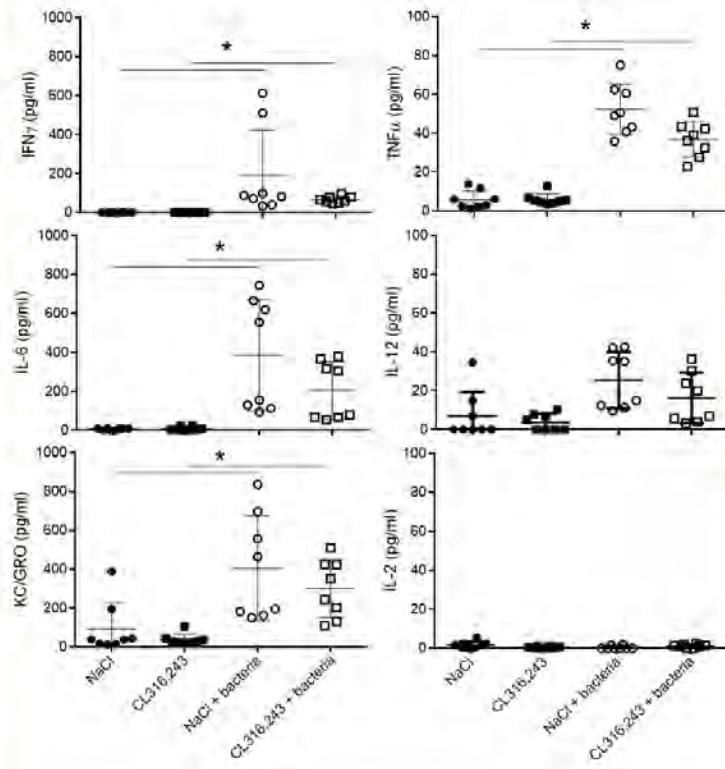 1000
800
600
400
200
0
IFNγ (pg/ml)
*
100
80
60
40
20
0
TNFα (pg/ml)
*
1000
800
600
400
200
0
IL-6 (pg/ml)
*
100
80
60
40
20
0
IL-12 (pg/ml)
1000
800
600
400
200
0
KC/GRO (pg/ml)
*
100
80
60
40
20
0
IL-2 (pg/ml)
NaCl
CL316,243
NaCl + bacteria
CL316,243 + bacteria
NaCl
CL316,243
NaCl + bacteria
CL316,243 + bacteria